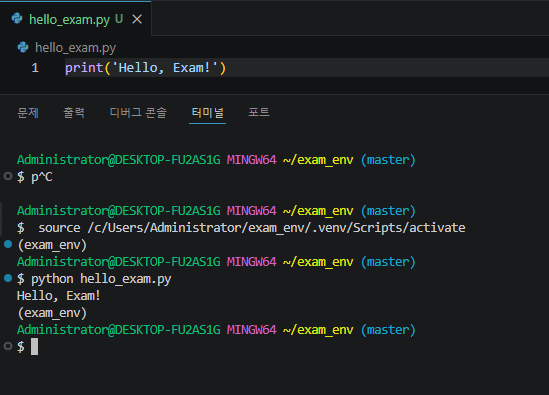 hello_exam.py U
hello_exam.py
1 print('Hello, Exam!')
문제 출력 디버그 콘솔 터미널 포트
Administrator@DESKTOP-FU2AS1G MINGW64 ~/exam_env (master)
$ p^C
Administrator@DESKTOP-FU2AS1G MINGW64 ~/exam_env (master)
$  source /c/Users/Administrator/exam_env/.venv/Scripts/activate
(exam_env)
Administrator@DESKTOP-FU2AS1G MINGW64 ~/exam_env (master)
$ python hello_exam.py
Hello, Exam!
(exam_env)
Administrator@DESKTOP-FU2AS1G MINGW64 ~/exam_env (master)
$